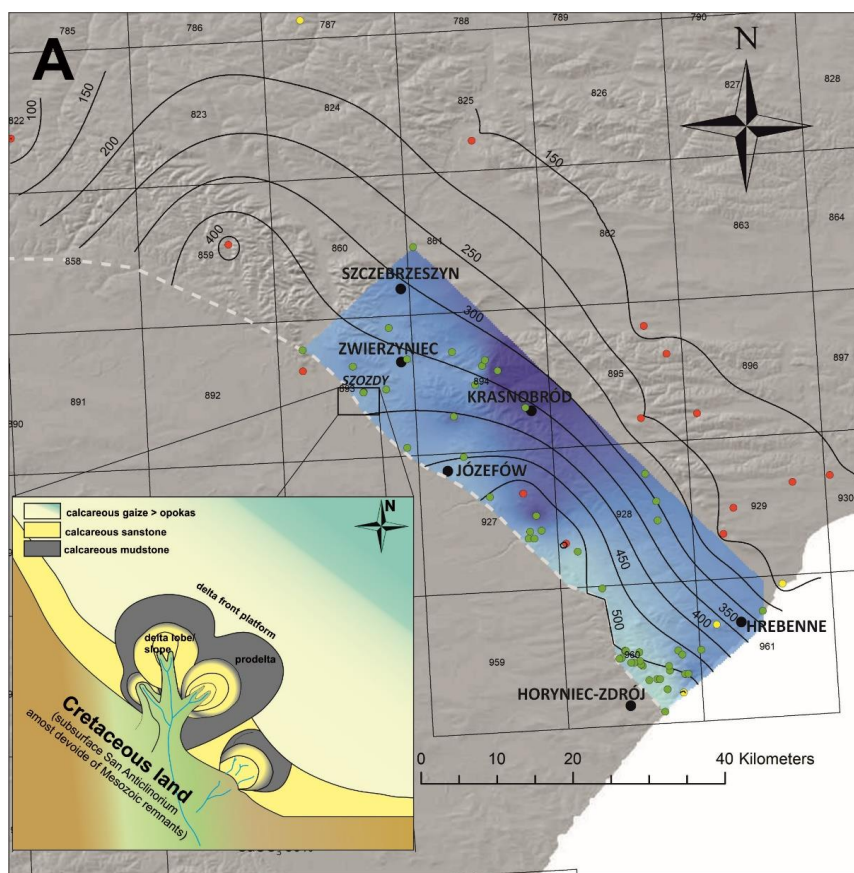 A
785
786
787
788
789
790
N
822
100
150
200
823
824
825
826
827
828
150
858
400
859
860
861
862
863
864
250
SZCZEBRZESZYN
300
ZWIERZYNIEC
SZOZDY
893
894
895
896
897
890
891
892
KRASNOBRÓD
JÓZEFÓW
927
928
929
930
450
500
400
350
HREBENNE
959
960
961
HORYNIEC-ZDRÓJ
0
10
20
40 Kilometers
calcareous gaize > opokas
calcareous sanstone
calcareous mudstone
N
delta front platform
delta lobe/
slope
prodelta
Cretaceous land
(subsurface San Anticlinorium
amost devoide of Mesozoic remnants)